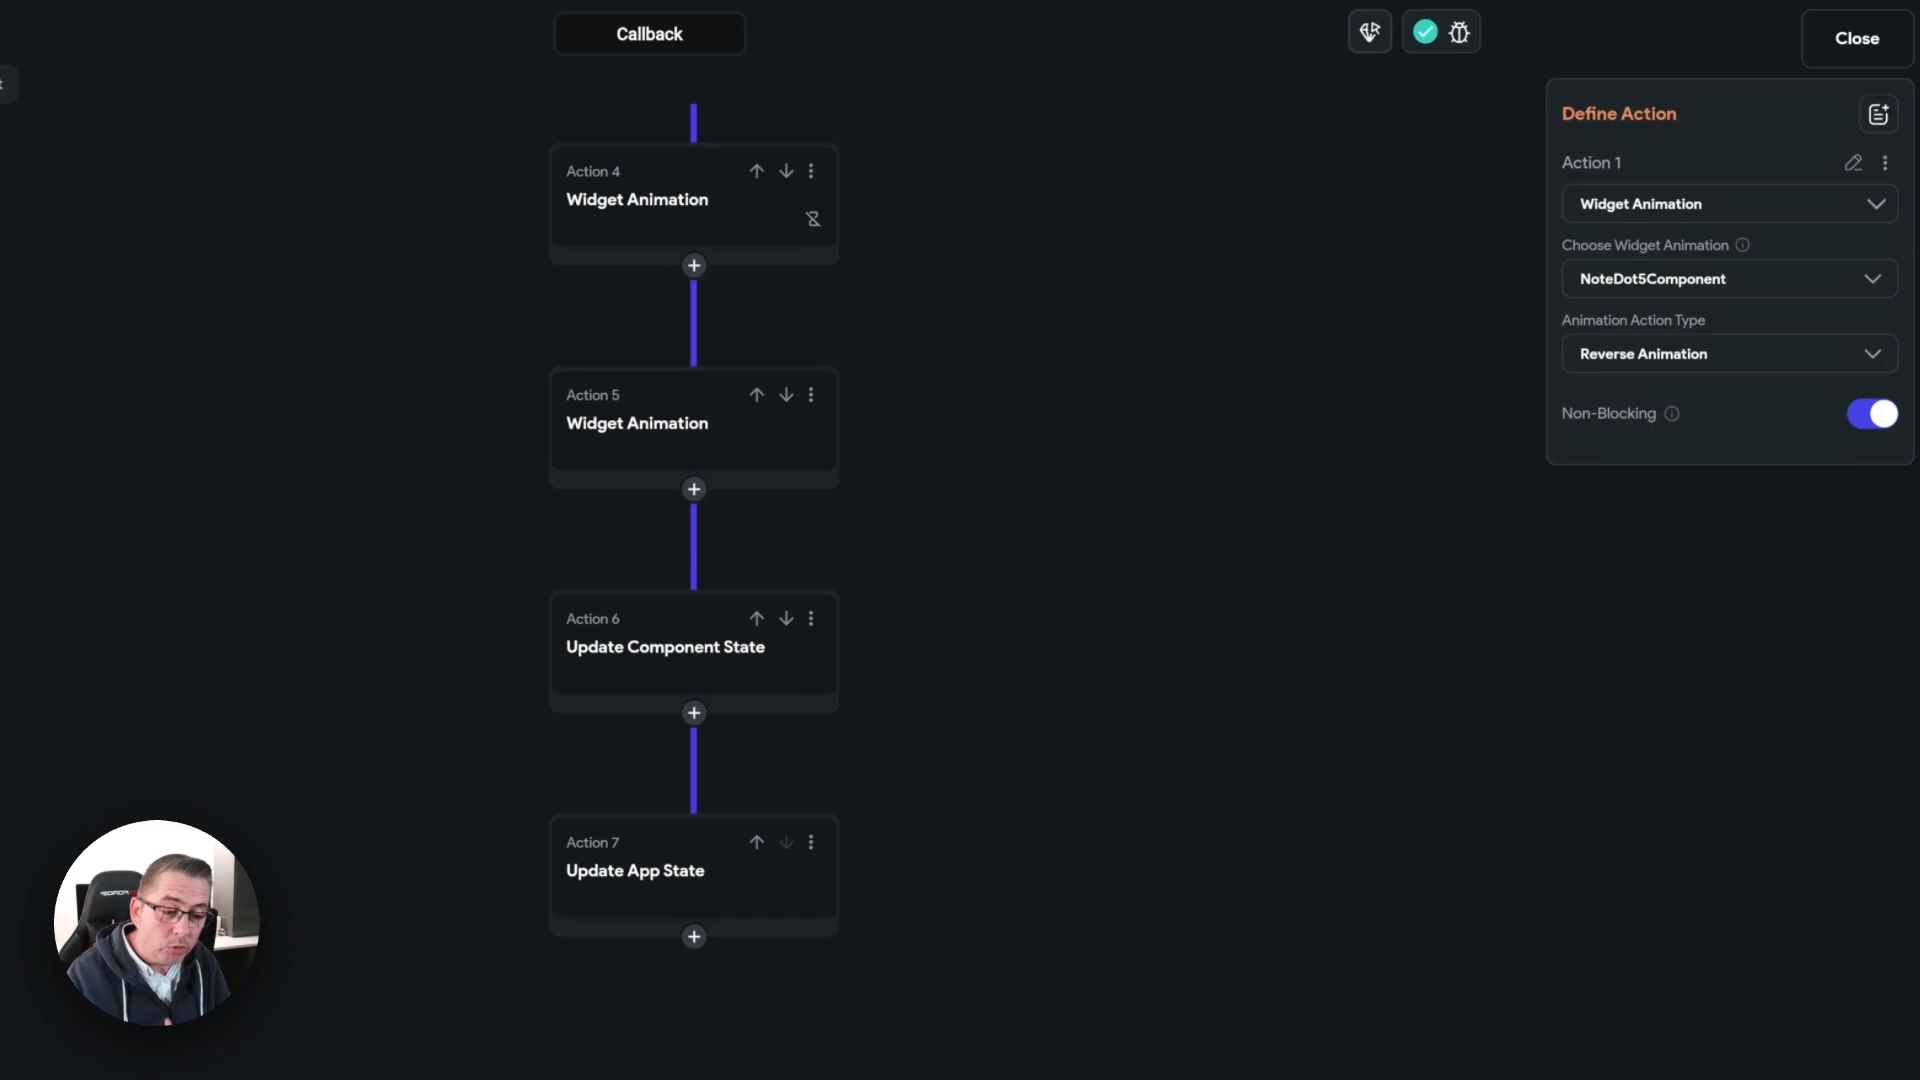 Callback
Close
t
Define Action
Action 1
Widget Animation
Choose Widget Animation
NoteDot5Component
Animation Action Type
Reverse Animation
Non-Blocking
Action 4
Widget Animation
Action 5
Widget Animation
Action 6
Update Component State
Action 7
Update App State